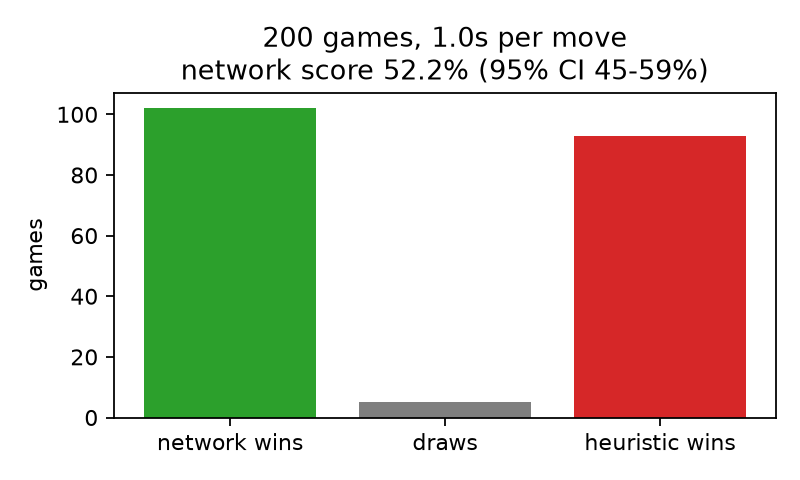 200 games, 1.0s per move
network score 52.2% (95% CI 45-59%)
100
80
60
40
20
0
games
network wins
draws
heuristic wins